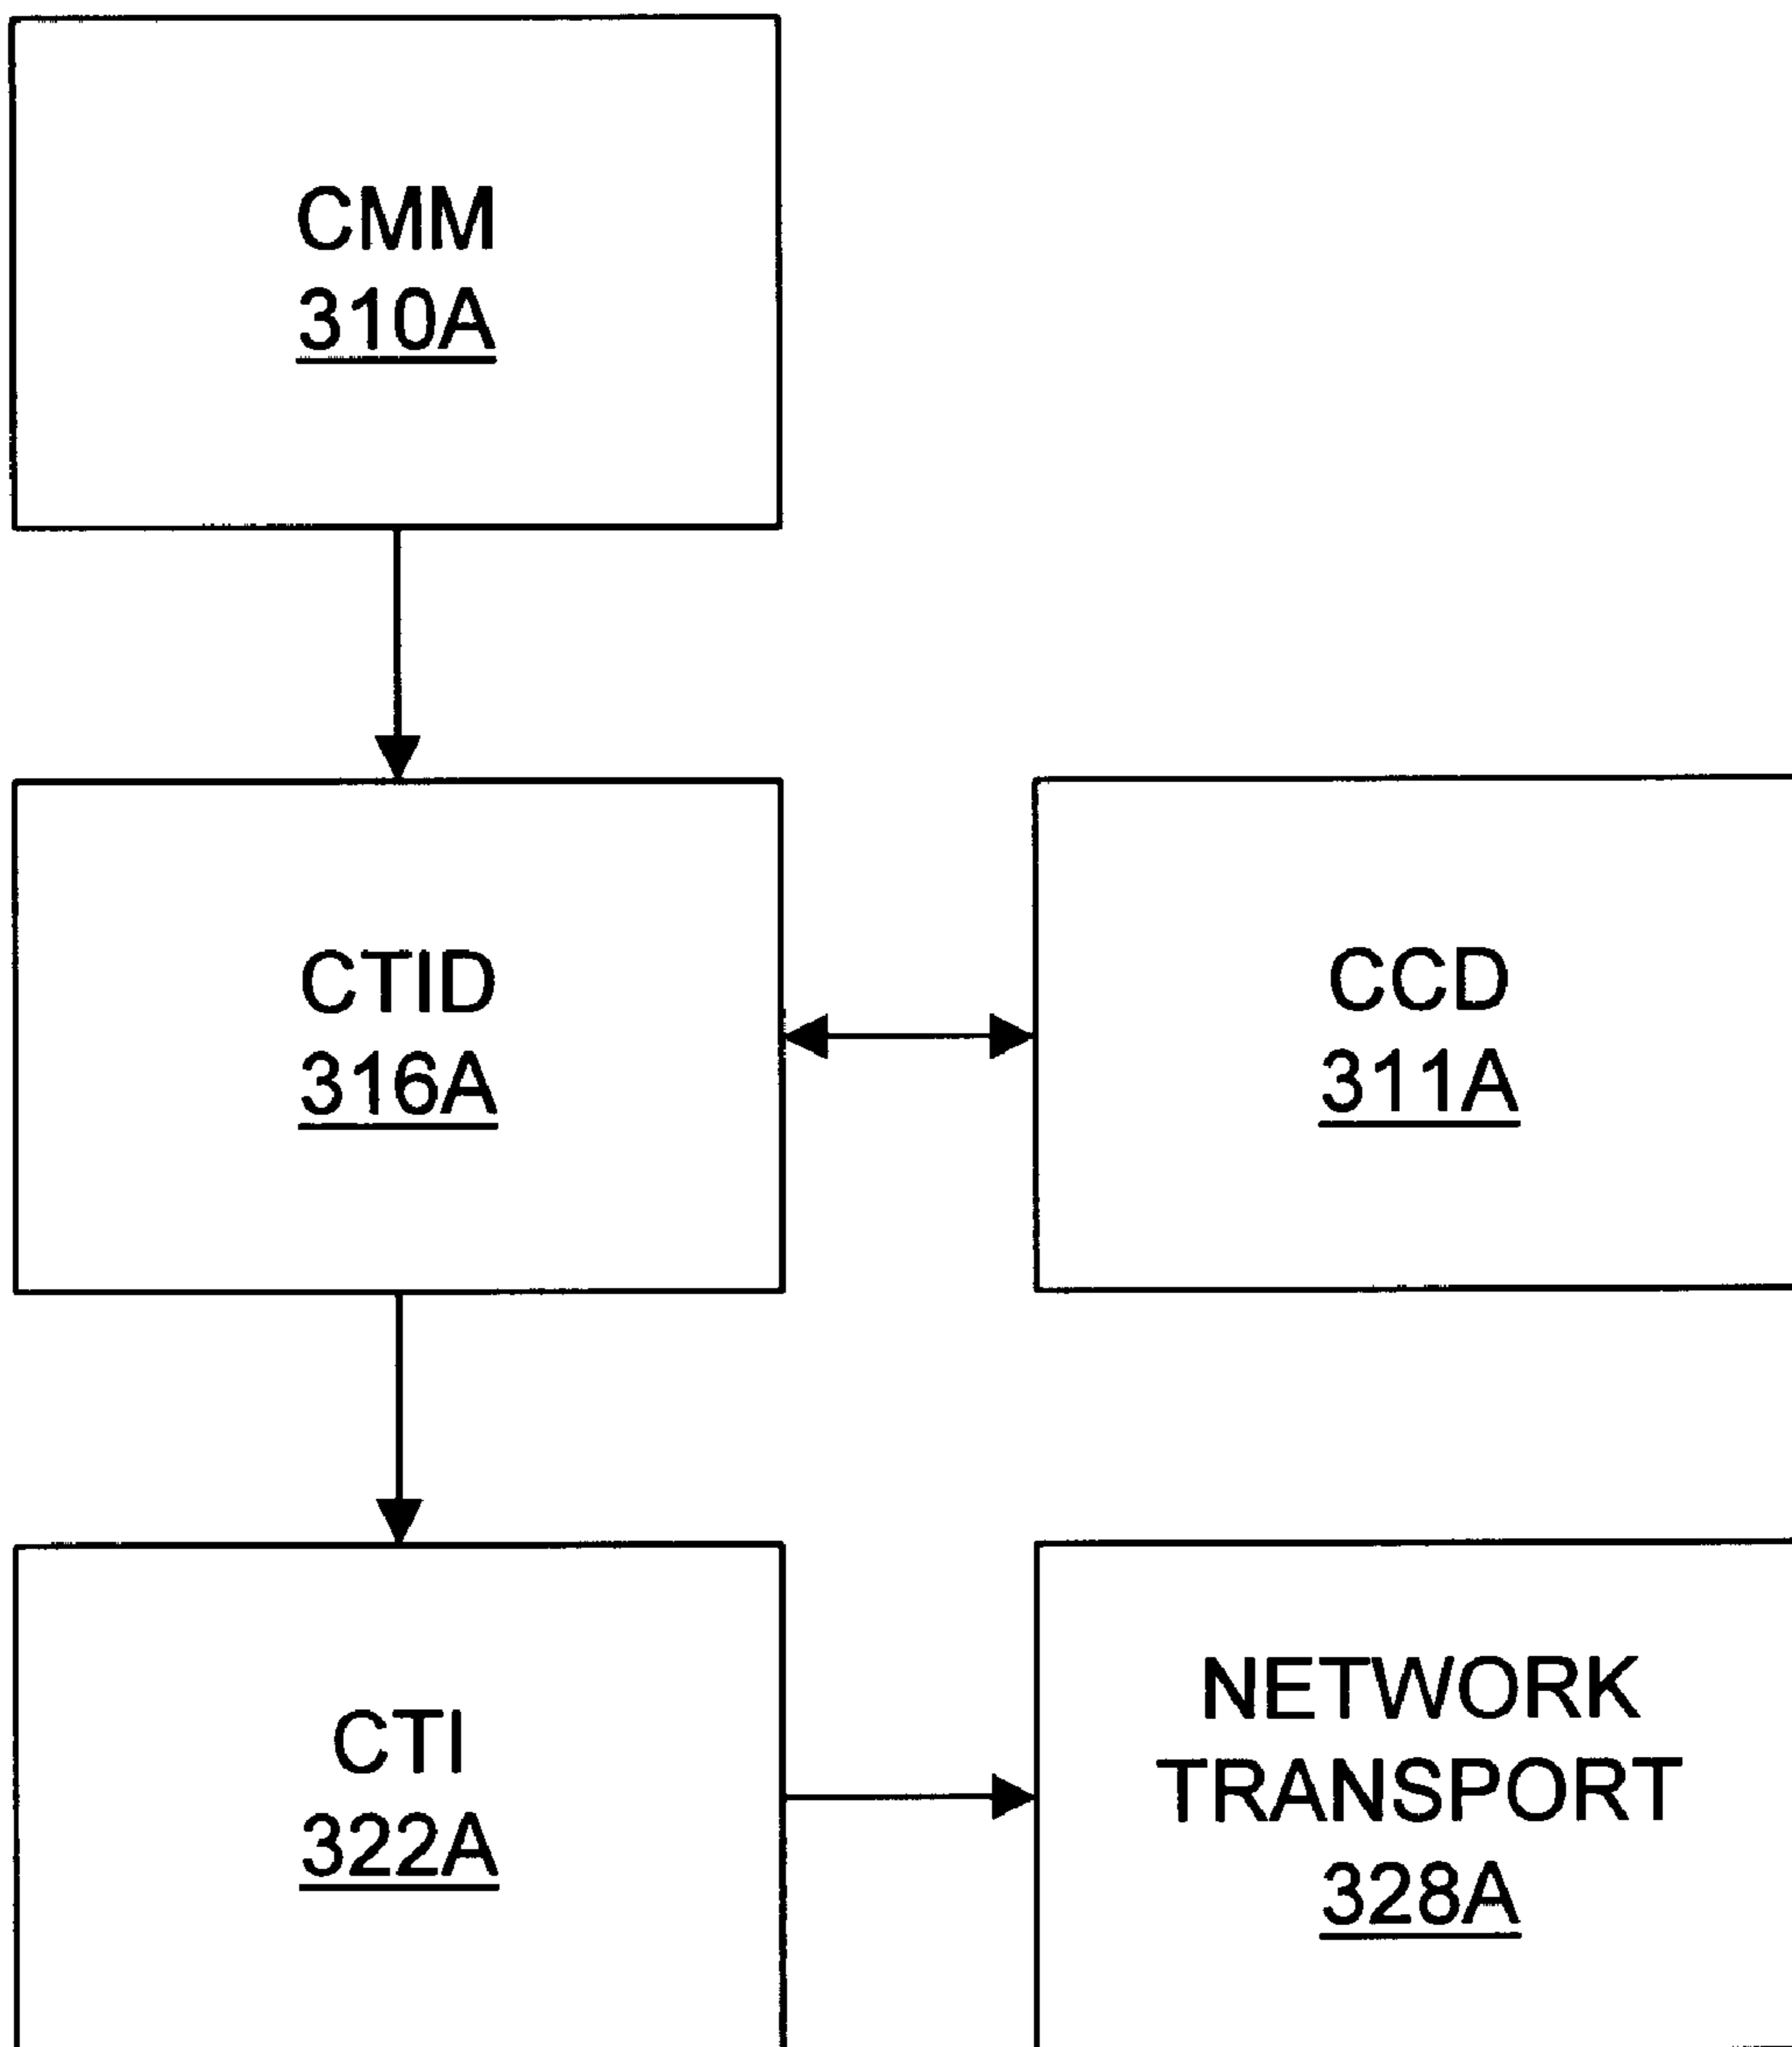 CMM
310A
CTID
316A
CCD
311A
CTI
322A
NETWORK
TRANSPORT
328A